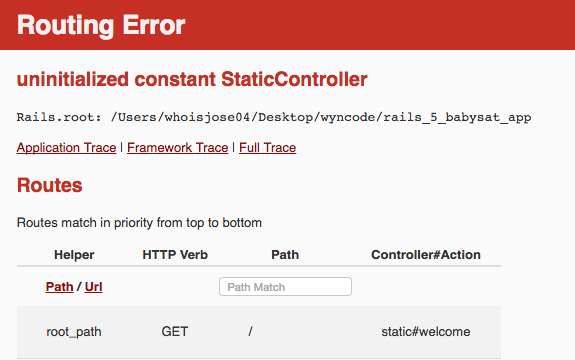 Routing Error
uninitialized constant StaticController
Rails.root: /Users/whoisjose04/Desktop/wyncode/rails_5_babysat_app
Application Trace | Framework Trace | Full Trace
Routes
Routes match in priority from top to bottom
Helper HTTP Verb Path Controller#Action
Path / Url Path Match
root_path GET / static#welcome